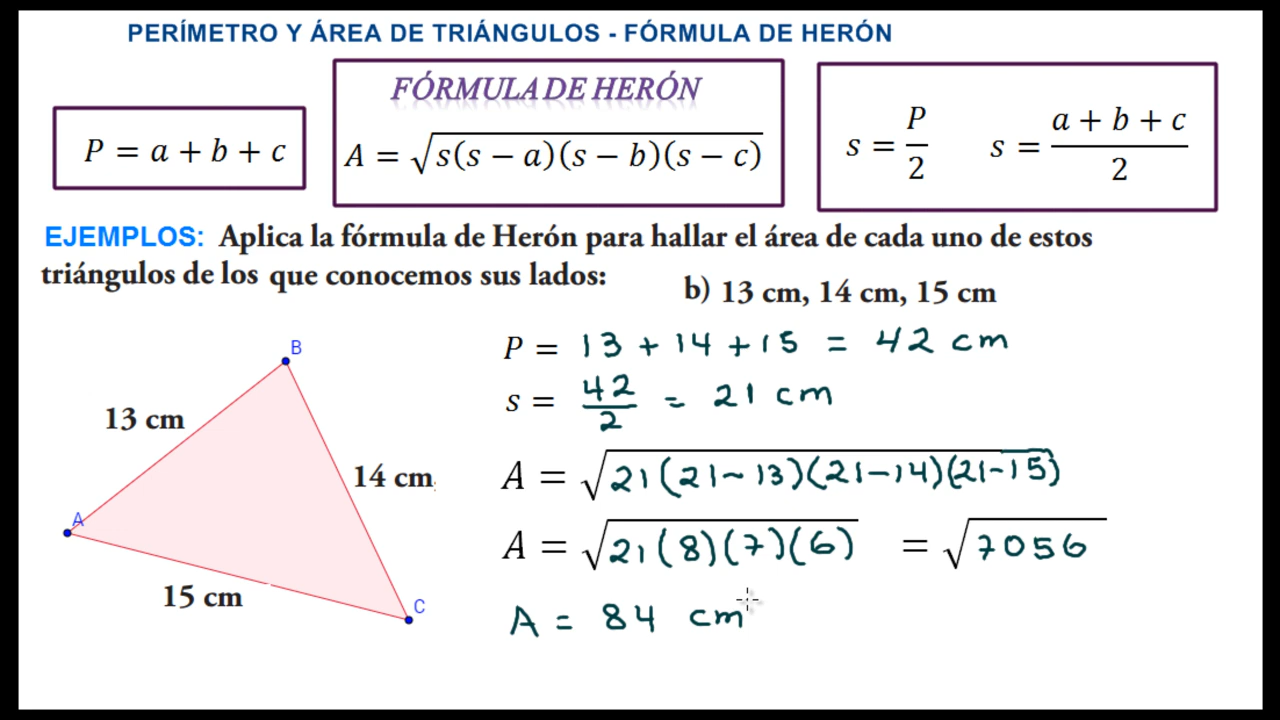 PERÍMETRO Y ÁREA DE TRIÁNGULOS - FÓRMULA DE HERÓN
P = a + b + c
FÓRMULA DE HERÓN
A = √s(s − a)(s − b)(s − c)
s = P/2
s = a + b + c/2
EJEMPLOS: Aplica la fórmula de Herón para hallar el área de cada uno de estos
triángulos de los que conocemos sus lados:
b) 13 cm, 14 cm, 15 cm
B
13 cm
14 cm
A
15 cm
C
P = 13 + 14 + 15 = 42 cm
s = 42/2 = 21 cm
A = √21(21−13)(21−14)(21−15)
A = √21(8)(7)(6) = √7056
A = 84 cm